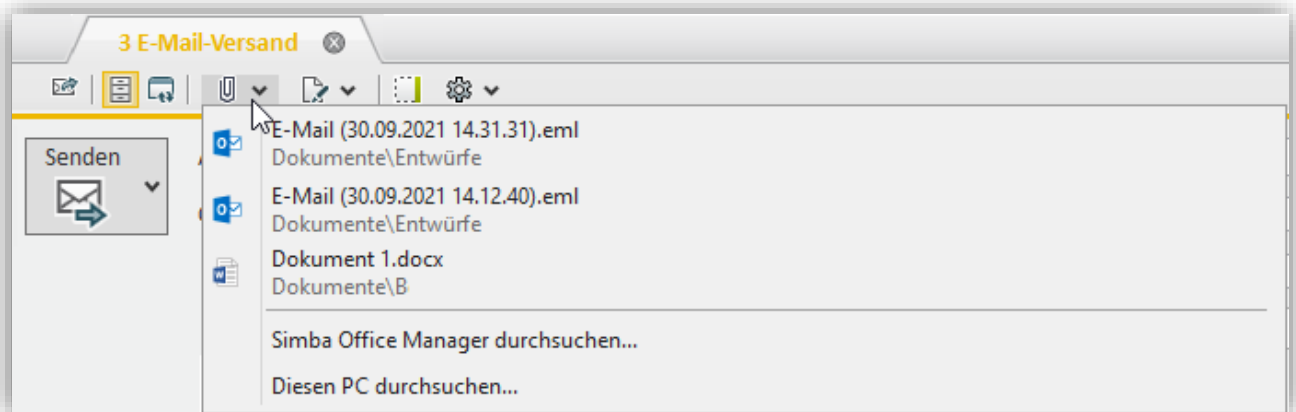 3 E-Mail-Versand
Senden
E-Mail (30.09.2021 14.31.31).eml
Dokumente\Entwürfe
E-Mail (30.09.2021 14.12.40).eml
Dokumente\Entwürfe
Dokument 1.docx
Dokumente\B
Simba Office Manager durchsuchen...
Diesen PC durchsuchen...